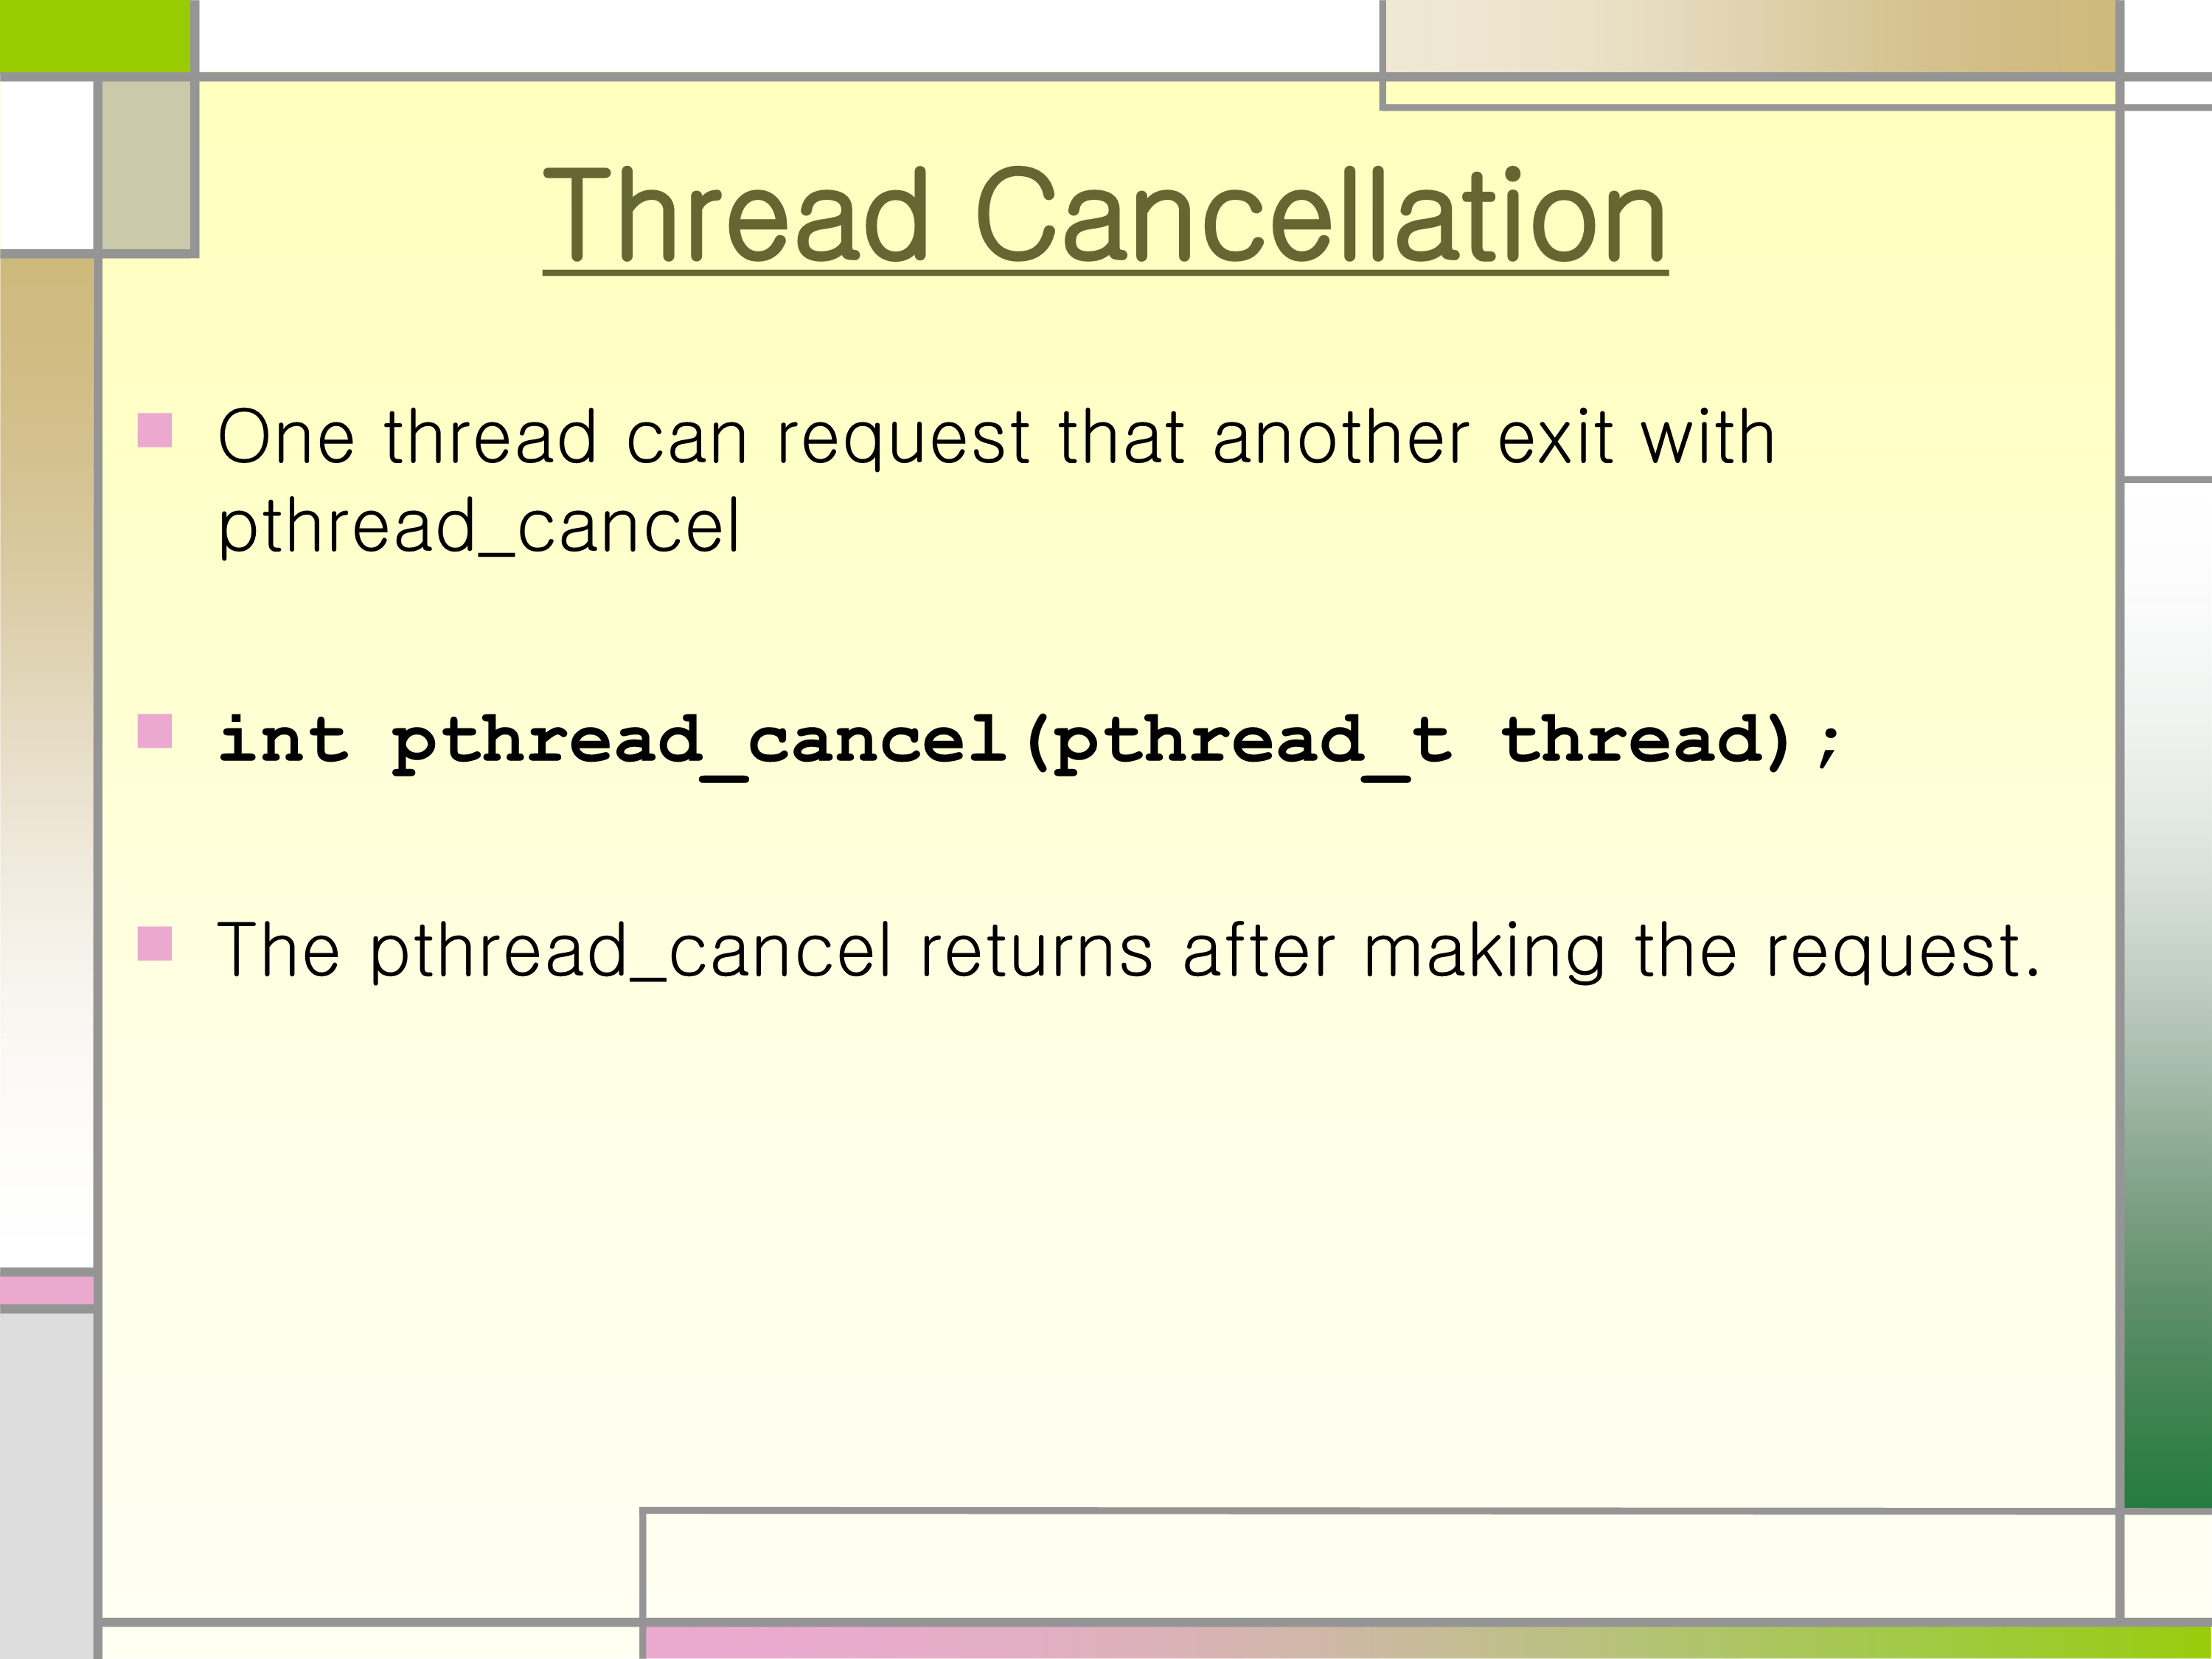 Thread Cancellation
One thread can request that another exit with
pthread_cancel
int pthread_cancel(pthread_t thread);
The pthread_cancel returns after making the request.